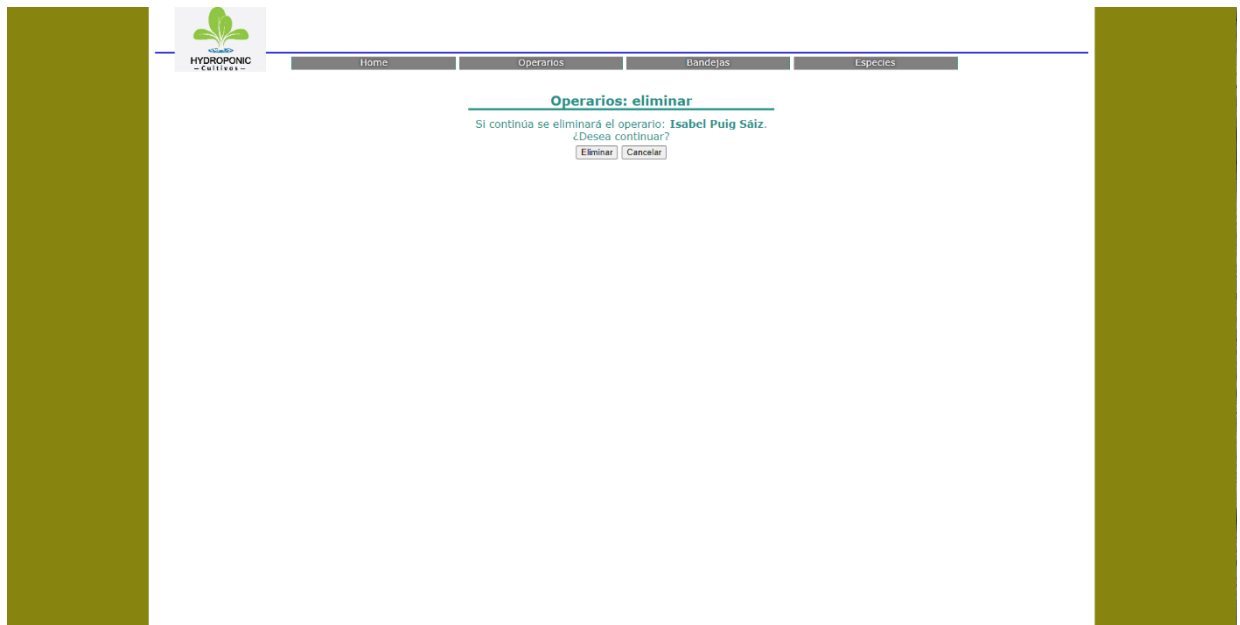 HYDROPONIC
– Cultivos –
Home Operarios Bandejas Especies
Operarios: eliminar
Si continúa se eliminará el operario: Isabel Puig Sáiz.
¿Desea continuar?
Eliminar Cancelar